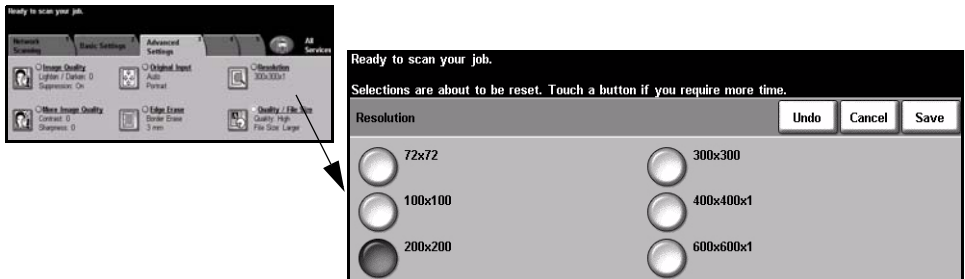 Ready to scan your job.
Network Scanning
Basic Settings
Advanced Settings
All Services
Image Quality
Lighten / Darken: 0
Suppression: On
Original Input
Auto
Portrait
Resolution
300x300x1
More Image Quality
Contrast: 0
Sharpness: 0
Edge Erase
Border Erase
3 mm
Quality / File Size
Quality: High
File Size: Larger
Ready to scan your job.
Selections are about to be reset. Touch a button if you require more time.
Resolution
Undo
Cancel
Save
72x72
300x300
100x100
400x400x1
200x200
600x600x1